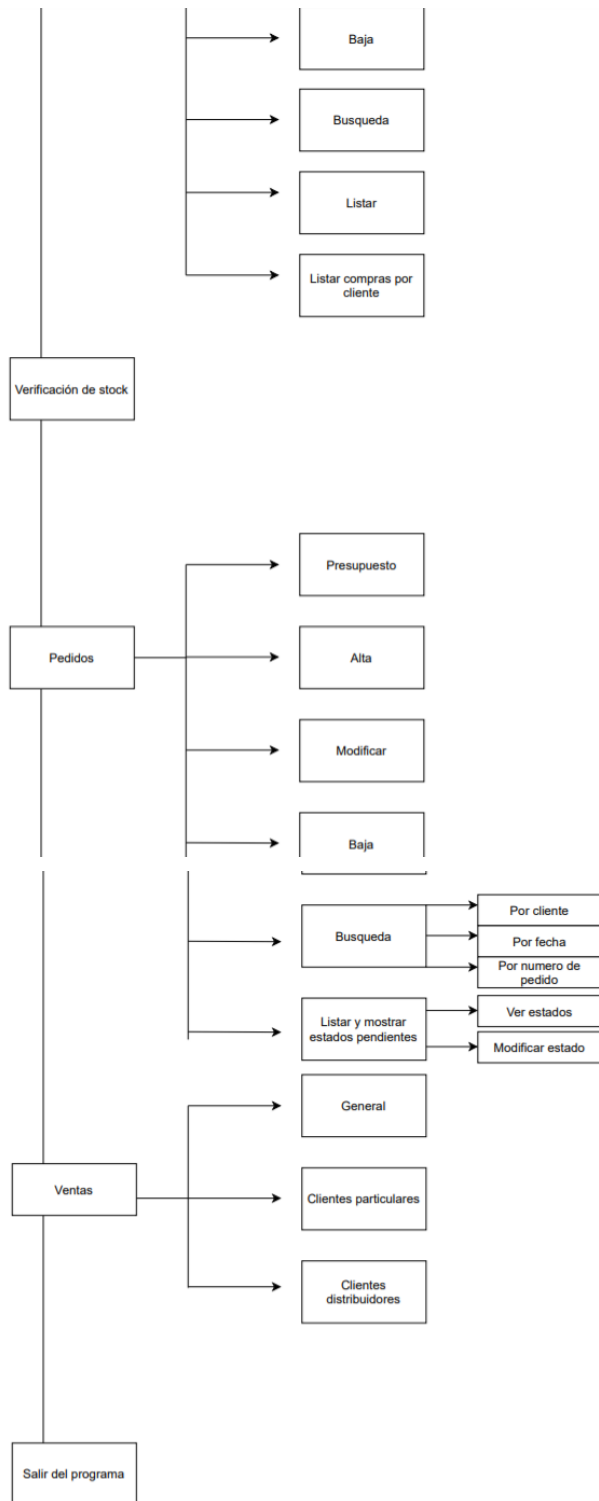 Baja
Busqueda
Listar
Listar compras por
cliente
Verificación de stock
Presupuesto
Pedidos
Alta
Modificar
Baja
Busqueda
Por cliente
Por fecha
Por numero de
pedido
Listar y mostrar
estados pendientes
Ver estados
Modificar estado
General
Ventas
Clientes particulares
Clientes
distribuidores
Salir del programa